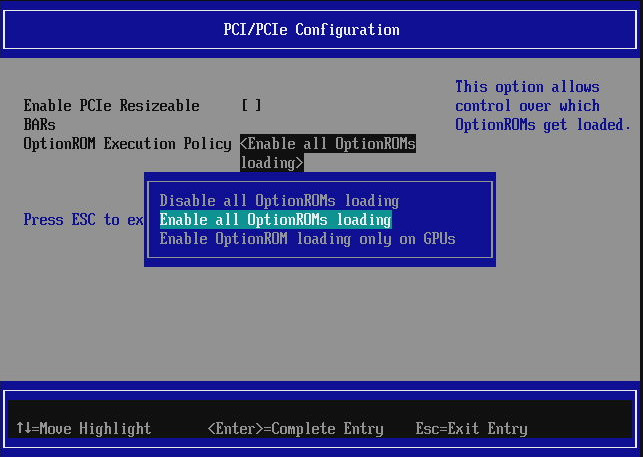 PCI/PCIe Configuration
This option allows
control over which
OptionROMs get loaded.
Enable PCIe Resizeable [ ]
BARs
OptionROM Execution Policy <Enable all OptionROMs
loading>
Disable all OptionROMs loading
Enable all OptionROMs loading
Enable OptionROM loading only on GPUs
Press ESC to ex
↑↓=Move Highlight <Enter>=Complete Entry Esc=Exit Entry